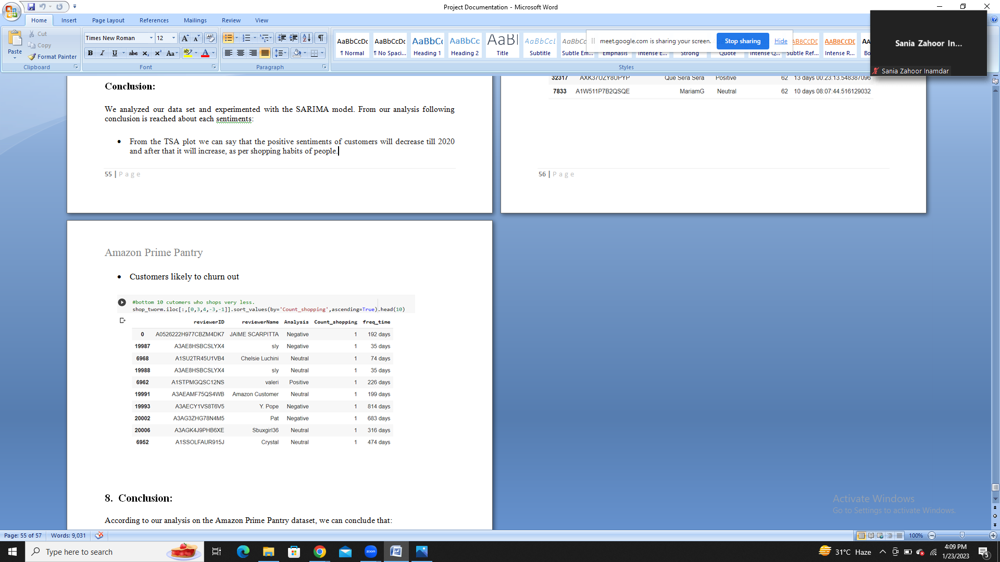 Project Documentation - Microsoft Word
Home Insert Page Layout References Mailings Review View
Paste
Cut
Copy
Format Painter
Clipboard
Times New Roman 12
Font
Paragraph
AaBbCcDc AaBbCcDc AaBbC AaBbCc AaB AaBbCcL AaBbCc
¶ Normal ¶ No Spaci... Heading 1 Heading 2 Title Subtitle Subtle Em... Emphasis Intense E... Strong Quote Intense Q... Subtle Ref... Intense R... Bo
AaBbCcDc AaBbCcDc
Styles
meet.google.com is sharing your screen. Stop sharing Hide
Sania Zahoor In...
Sania Zahoor Inamdar
Conclusion:
We analyzed our data set and experimented with the SARIMA model. From our analysis following
conclusion is reached about each sentiments:
• From the TSA plot we can say that the positive sentiments of customers will decrease till 2020
and after that it will increase, as per shopping habits of people.
55 | Page
32317 AXK37UZY8UPYP Que Sera Sera Positive 62 13 days 00:23:13.548387096
7833 A1W511P7B2QSQE MariamG Neutral 62 10 days 08:07:44.516129032
56 | Page
Amazon Prime Pantry
• Customers likely to churn out
#bottom 10 cutomers who shops very less.
shop_tworm.iloc[:,[0,3,4,-3,-1]].sort_values(by='Count_shopping',ascending=True).head(10)
reviewerID reviewerName Analysis Count_shopping freq_time
0 A0526222H977CBZM4DK7 JAIME SCARPITTA Negative 1 192 days
19987 A3AE8HSBCSLYX4 sly Negative 1 35 days
6968 A1SU2TR45U1VB4 Chelsie Luchini Neutral 1 74 days
19988 A3AE8HSBCSLYX4 sly Neutral 1 35 days
6962 A1STPMGQSC12NS valeri Positive 1 226 days
19991 A3AEAMF75QS4WB Amazon Customer Neutral 1 199 days
19993 A3AECY1VS8T6V5 Y. Pope Negative 1 814 days
20002 A3AG3ZHG78N4M5 Pat Negative 1 683 days
20006 A3AGK4J9PHB6XE Sbuxgirl36 Neutral 1 316 days
6952 A1SSOLFAUR915J Crystal Neutral 1 474 days
8. Conclusion:
According to our analysis on the Amazon Prime Pantry dataset, we can conclude that:
Activate Windows
Go to Settings to activate Windows.
Page: 55 of 57 Words: 9,031 100%
Type here to search
zoom
31°C Haze
4:09 PM
1/23/2023
5